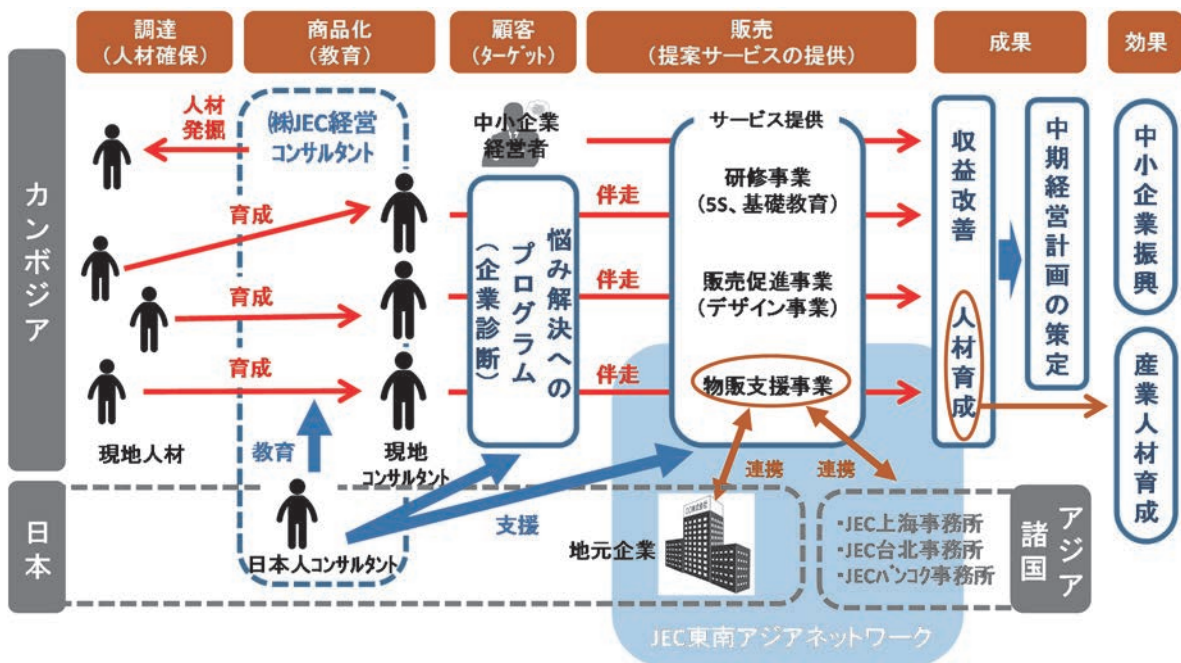 調達
(人材確保)
商品化
(教育)
顧客
(ターゲット)
販売
(提案サービスの提供)
成果
効果
カンボジア
人材
発掘
㈱JEC経営
コンサルタント
中小企業
経営者
サービス提供
研修事業
(5S、基礎教育)
販売促進事業
(デザイン事業)
物販支援事業
育成
育成
育成
伴走
伴走
伴走
悩み解決への
プログラム
(企業診断)
収益改善
人材育成
中期経営計画の策定
中小企業振興
産業人材育成
現地人材
教育
現地
コンサルタント
連携
連携
日本
日本人コンサルタント
支援
地元企業
・JEC上海事務所
・JEC台北事務所
・JECバンコク事務所
アジア
諸国
JEC東南アジアネットワーク